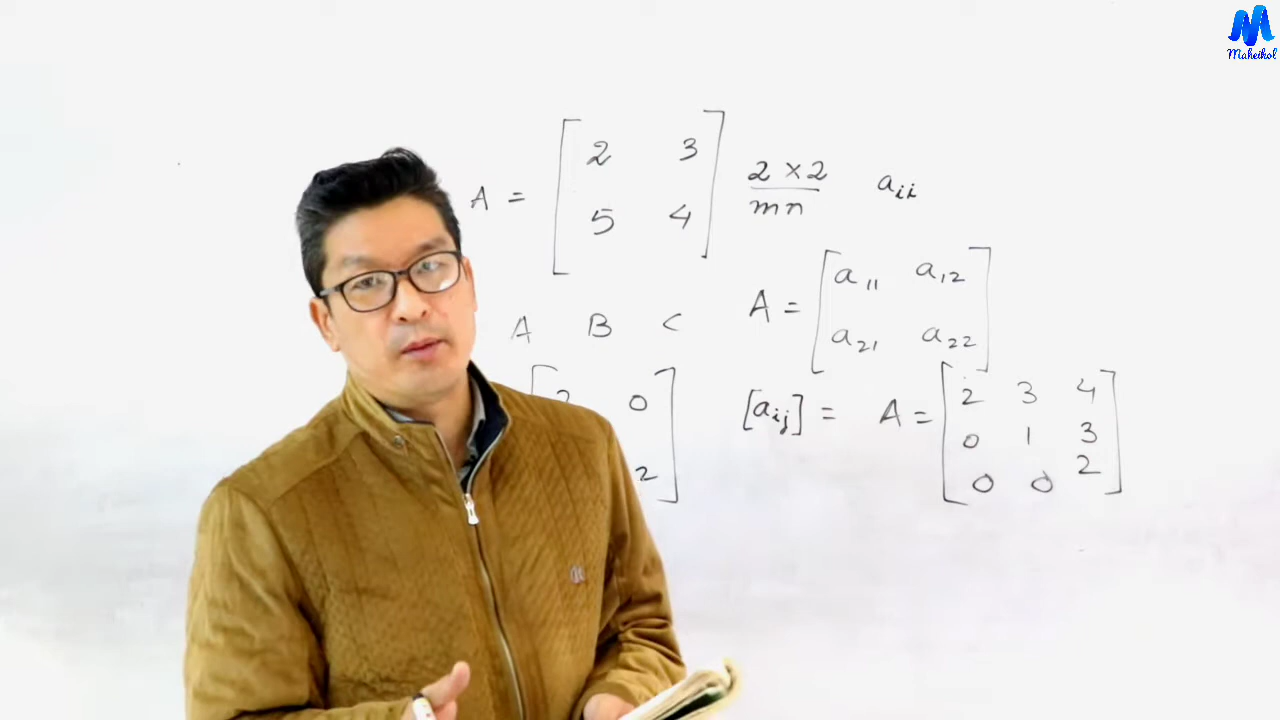 Maheikol
A = [ 2 3
5 4 ]
2 × 2
mn
aii
A = [ a11 a12
a21 a22 ]
A B C
0
2
[aij] = A = [ 2 3 4
0 1 3
0 0 2 ]